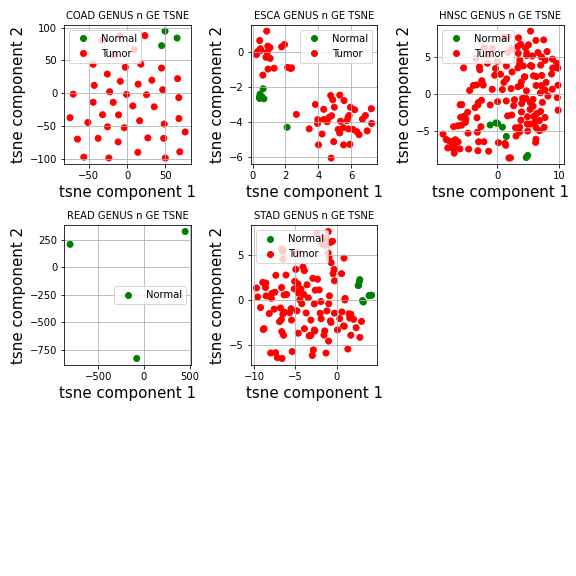 COAD GENUS n GE TSNE
tsne component 2
100
50
0
−50
−100
−50
0
50
Normal
Tumor
tsne component 1
ESCA GENUS n GE TSNE
tsne component 2
0
−2
−4
−6
0
2
4
6
Normal
Tumor
tsne component 1
HNSC GENUS n GE TSNE
tsne component 2
5
0
−5
0
10
Normal
Tumor
tsne component 1
READ GENUS n GE TSNE
tsne component 2
250
0
−250
−500
−750
−500
0
500
Normal
tsne component 1
STAD GENUS n GE TSNE
tsne component 2
5
0
−5
−10
−5
0
Normal
Tumor
tsne component 1